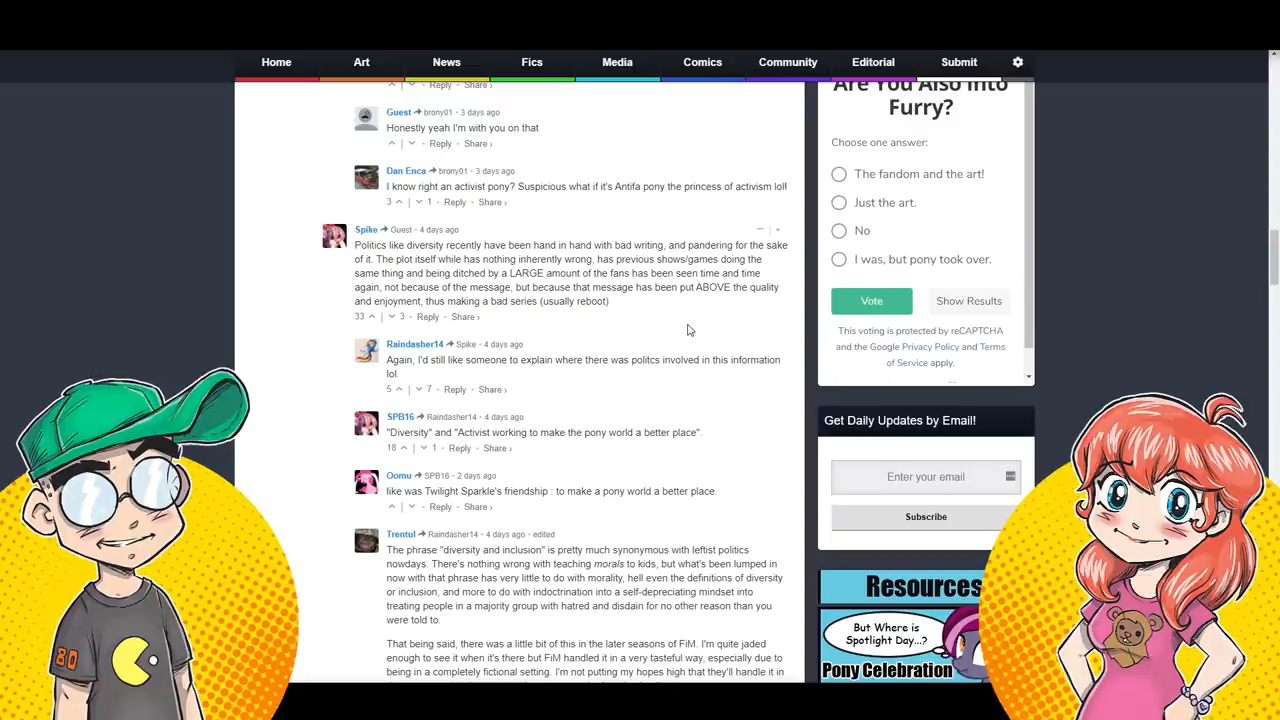 Home Art News Fics Media Comics Community Editorial Submit
Reply · Share ›
Guest brony01 · 3 days ago
Honestly yeah I'm with you on that
Reply · Share ›
Dan Enca brony01 · 3 days ago
I know right an activist pony? Suspicious what if it's Antifa pony the princess of activism lol!
3 | 1 · Reply · Share ›
Spike Guest · 4 days ago
Politics like diversity recently have been hand in hand with bad writing, and pandering for the sake
of it. The plot itself while has nothing inherently wrong, has previous shows/games doing the
same thing and being ditched by a LARGE amount of the fans has been seen time and time
again, not because of the message, but because that message has been put ABOVE the quality
and enjoyment, thus making a bad series (usually reboot)
33 | 3 · Reply · Share ›
Raindasher14 Spike · 4 days ago
Again, I'd still like someone to explain where there was politcs involved in this information
lol.
5 | 7 · Reply · Share ›
SPB16 Raindasher14 · 4 days ago
"Diversity" and "Activist working to make the pony world a better place".
18 | 1 · Reply · Share ›
Oomu SPB16 · 2 days ago
like was Twilight Sparkle's friendship : to make a pony world a better place.
Reply · Share ›
Trentul Raindasher14 · 4 days ago · edited
The phrase "diversity and inclusion" is pretty much synonymous with leftist politics
nowdays. There's nothing wrong with teaching morals to kids, but what's been lumped in
now with that phrase has very little to do with morality, hell even the definitions of diversity
or inclusion, and more to do with indoctrination into a self-depreciating mindset into
treating people in a majority group with hatred and disdain for no other reason than you
were told to.
That being said, there was a little bit of this in the later seasons of FiM. I'm quite jaded
enough to see it when it's there but FiM handled it in a very tasteful way, especially due to
being in a completely fictional setting. I'm not putting my hopes high that they'll handle it in
Are You Also Into
Furry?
Choose one answer:
The fandom and the art!
Just the art.
No
I was, but pony took over.
Vote Show Results
This voting is protected by reCAPTCHA
and the Google Privacy Policy and Terms
of Service apply.
Get Daily Updates by Email!
Enter your email
Subscribe
Resources
But Where is
Spotlight Day...?
Pony Celebration
80